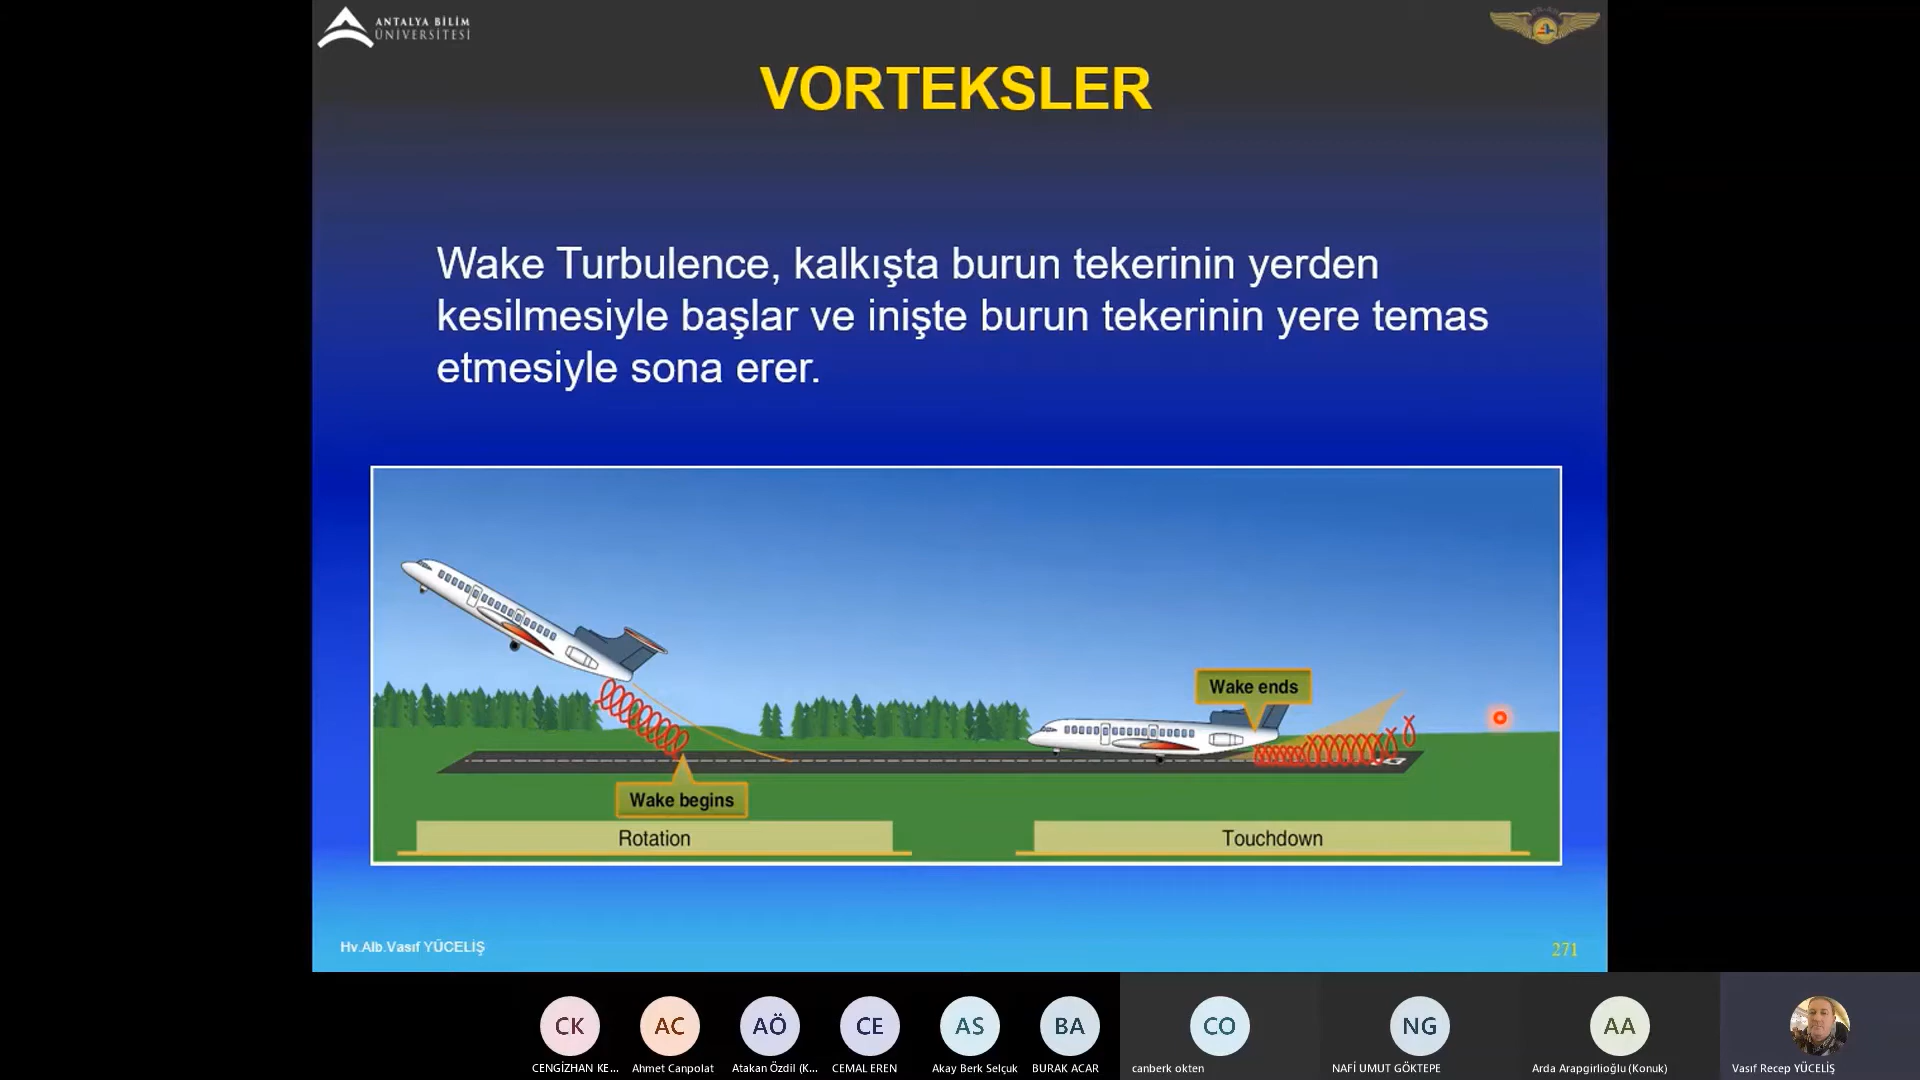 ANTALYA BİLİM
ÜNİVERSİTESİ
VORTEKSLER
Wake Turbulence, kalkışta burun tekerinin yerden
kesilmesiyle başlar ve inişte burun tekerinin yere temas
etmesiyle sona erer.
Wake ends
Wake begins
Rotation
Touchdown
Hv.Alb.Vasıf YÜCELİŞ
271
CK
AC
AÖ
CE
AS
BA
CO
NG
AA
CENGİZHAN KE...
Ahmet Canpolat
Atakan Özdil (K...
CEMAL EREN
Akay Berk Selçuk
BURAK ACAR
canberk okten
NAFİ UMUT GÖKTEPE
Arda Arapgirlioğlu (Konuk)
Vasıf Recep YÜCELİŞ